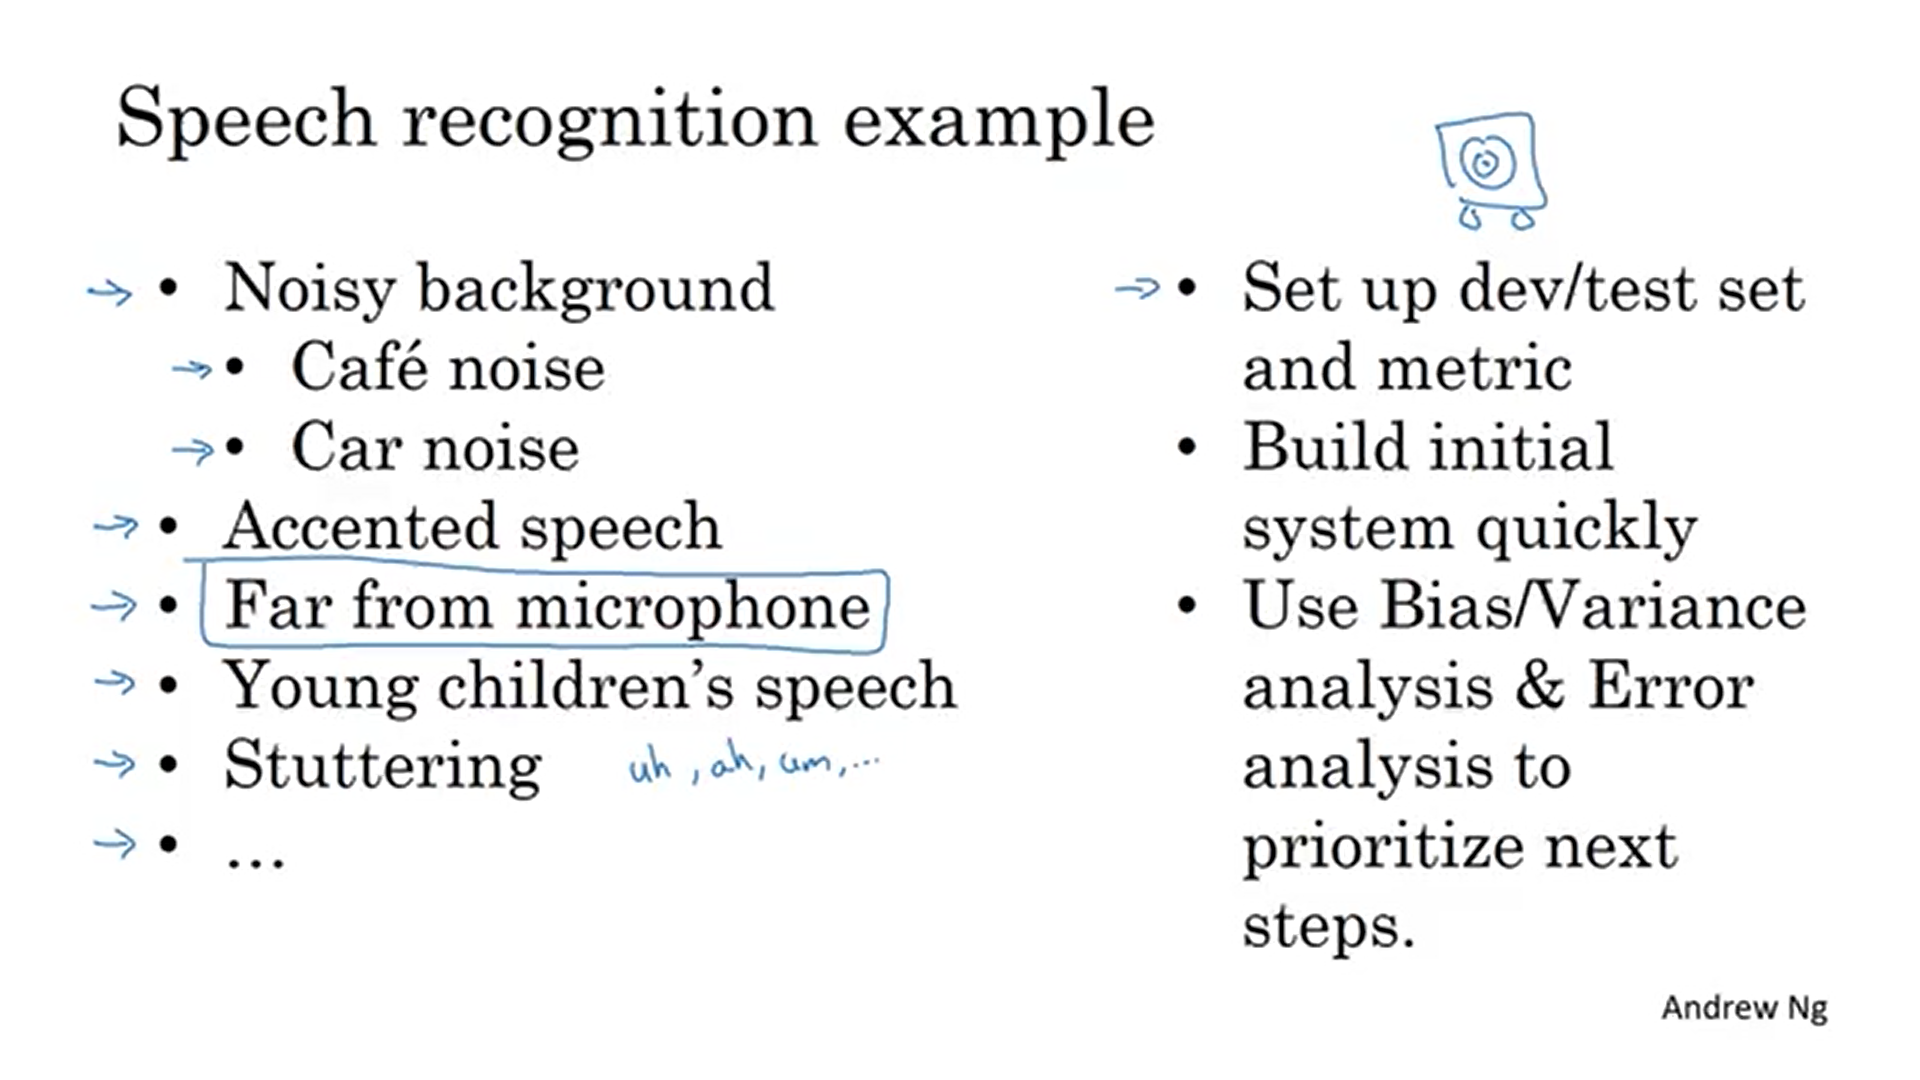 Speech recognition example
→ • Noisy background
→ • Café noise
→ • Car noise
→ • Accented speech
→ • Far from microphone
→ • Young children’s speech
→ • Stuttering uh, ah, um, ...
→ • ...
→ • Set up dev/test set
and metric
• Build initial
system quickly
• Use Bias/Variance
analysis & Error
analysis to
prioritize next
steps.
Andrew Ng